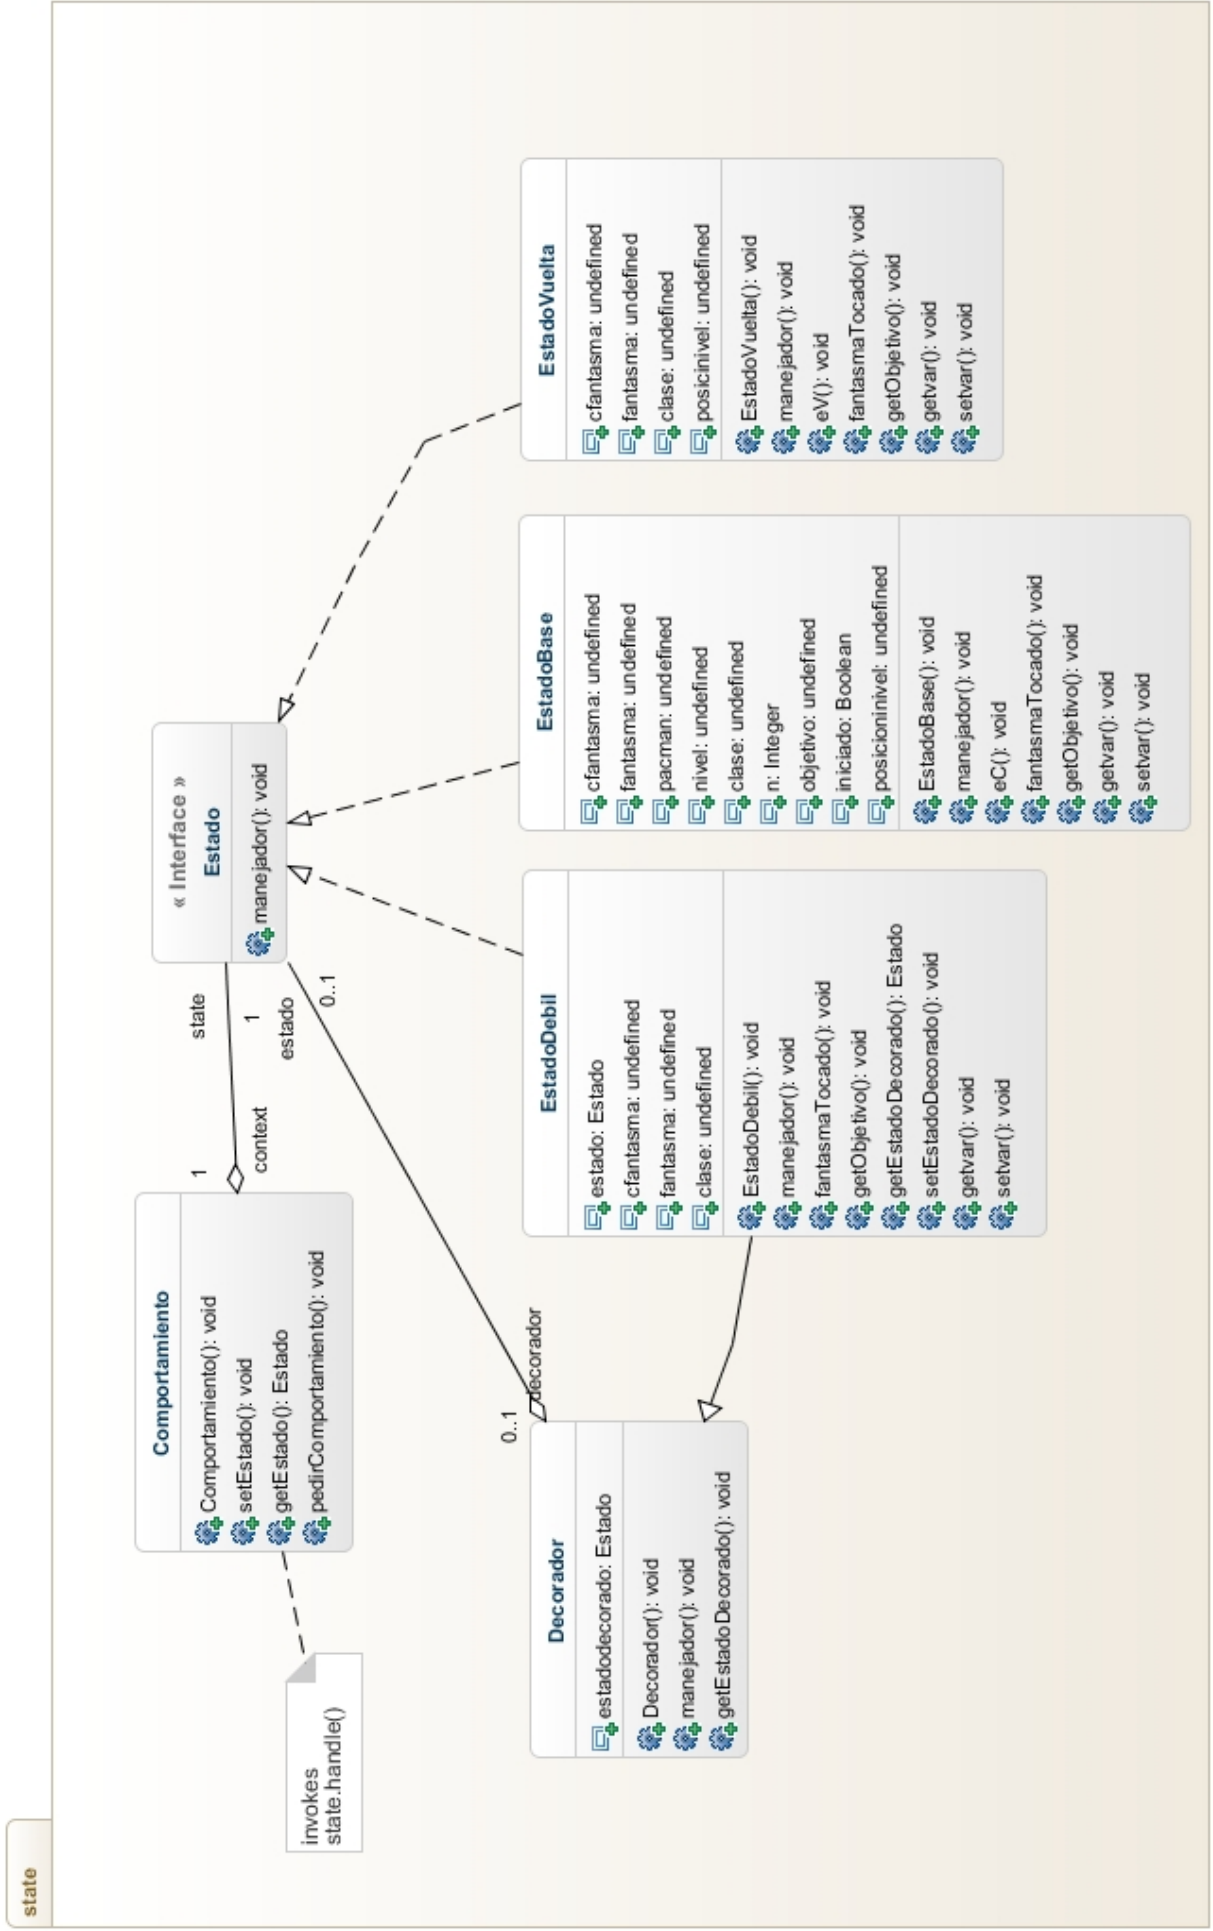 state
invokes
state.handle()
Comportamiento
Comportamiento(): void
setEstado(): void
getEstado(): Estado
pedirComportamiento(): void
1
context
state
1
estado
0..1
« Interface »
Estado
manejador(): void
0..1
decorador
Decorador
estadodecorado: Estado
Decorador(): void
manejador(): void
getEstadoDecorado(): void
EstadoDebil
estado: Estado
cfantasma: undefined
fantasma: undefined
clase: undefined
EstadoDebil(): void
manejador(): void
fantasmaTocado(): void
getObjetivo(): void
getEstadoDecorado(): Estado
setEstadoDecorado(): void
getvar(): void
setvar(): void
EstadoBase
cfantasma: undefined
fantasma: undefined
pacman: undefined
nivel: undefined
clase: undefined
n: Integer
objetivo: undefined
iniciado: Boolean
posicioninivel: undefined
EstadoBase(): void
manejador(): void
eC(): void
fantasmaTocado(): void
getObjetivo(): void
getvar(): void
setvar(): void
EstadoVuelta
cfantasma: undefined
fantasma: undefined
clase: undefined
posicinivel: undefined
EstadoVuelta(): void
manejador(): void
eV(): void
fantasmaTocado(): void
getObjetivo(): void
getvar(): void
setvar(): void